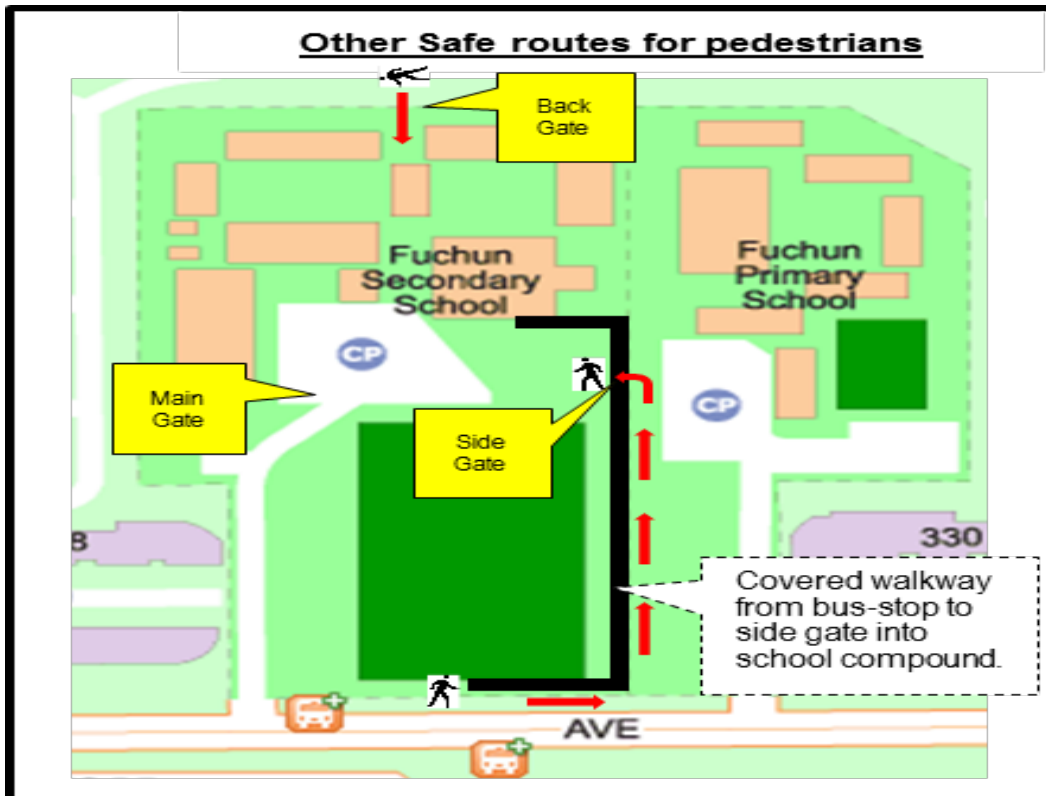 Other Safe routes for pedestrians
Back
Gate
Fuchun
Secondary
School
Fuchun
Primary
School
CP
Main
Gate
CP
Side
Gate
8
330
Covered walkway
from bus-stop to
side gate into
school compound.
AVE